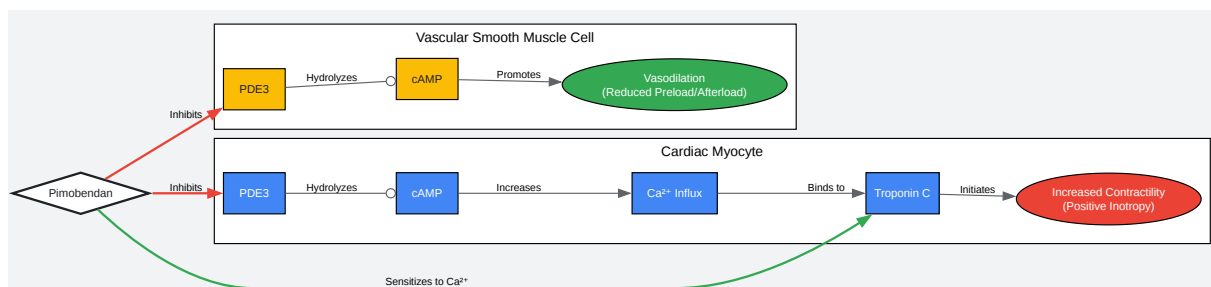 Vascular Smooth Muscle Cell
PDE3
Hydrolyzes
cAMP
Promotes
Vasodilation
(Reduced Preload/Afterload)
Inhibits
Cardiac Myocyte
Pimobendan
Inhibits
PDE3
Hydrolyzes
cAMP
Increases
Ca²⁺ Influx
Binds to
Troponin C
Initiates
Increased Contractility
(Positive Inotropy)
Sensitizes to Ca²⁺